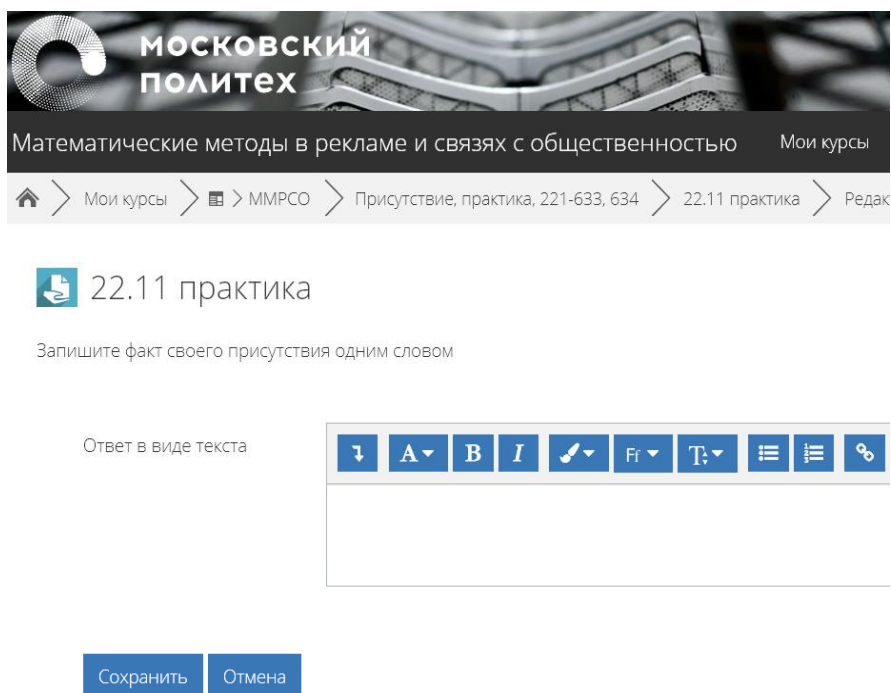 московский
политех
Математические методы в рекламе и связях с общественностью Мои курсы
Мои курсы ММРСО Присутствие, практика, 221-633, 634 22.11 практика Редак
22.11 практика
Запишите факт своего присутствия одним словом
Ответ в виде текста
A B I Ff T
Сохранить Отмена